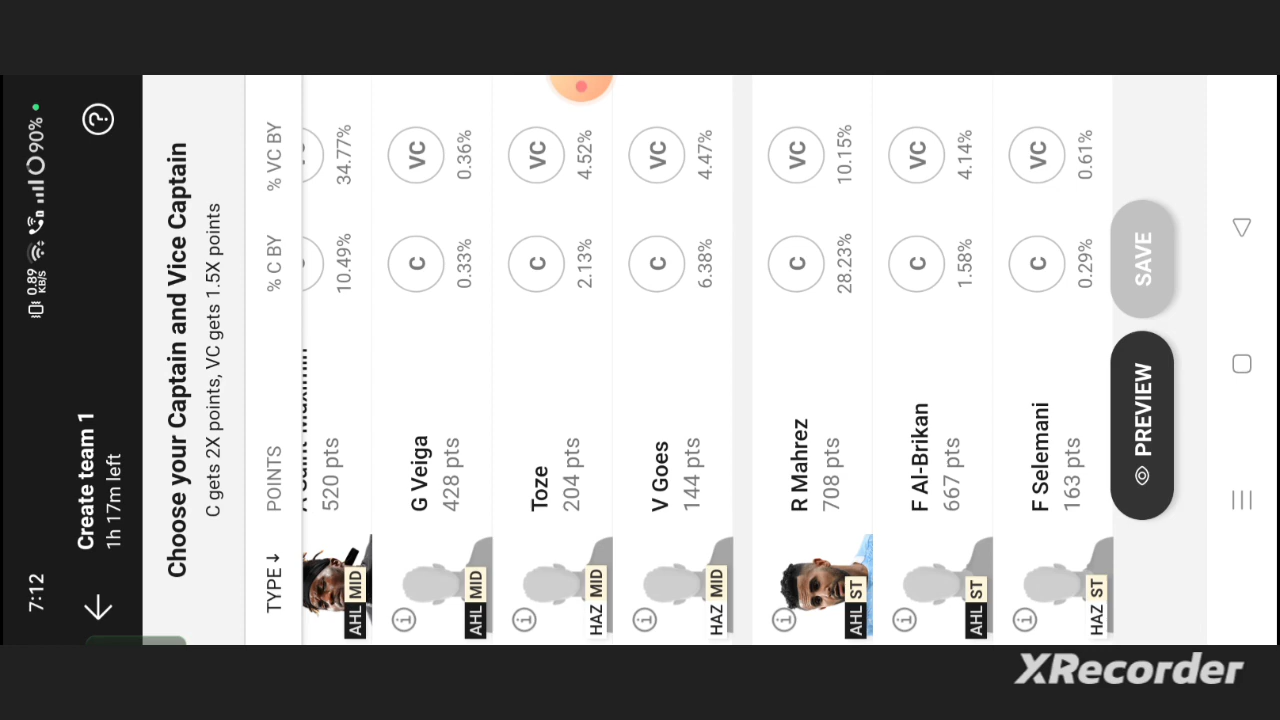 7:12
0.89 KB/S
90%
Create team 1
1h 17m left
Choose your Captain and Vice Captain
C gets 2X points, VC gets 1.5X points
TYPE ↓ POINTS % C BY % VC BY
520 pts 10.49% 34.77%
AHL MID
G Veiga C VC
428 pts 0.33% 0.36%
AHL MID
Toze C VC
204 pts 2.13% 4.52%
HAZ MID
V Goes C VC
144 pts 6.38% 4.47%
HAZ MID
R Mahrez C VC
708 pts 28.23% 10.15%
AHL ST
F Al-Brikan C VC
667 pts 1.58% 4.14%
AHL ST
F Selemani C VC
163 pts 0.29% 0.61%
HAZ ST
PREVIEW SAVE
XRecorder